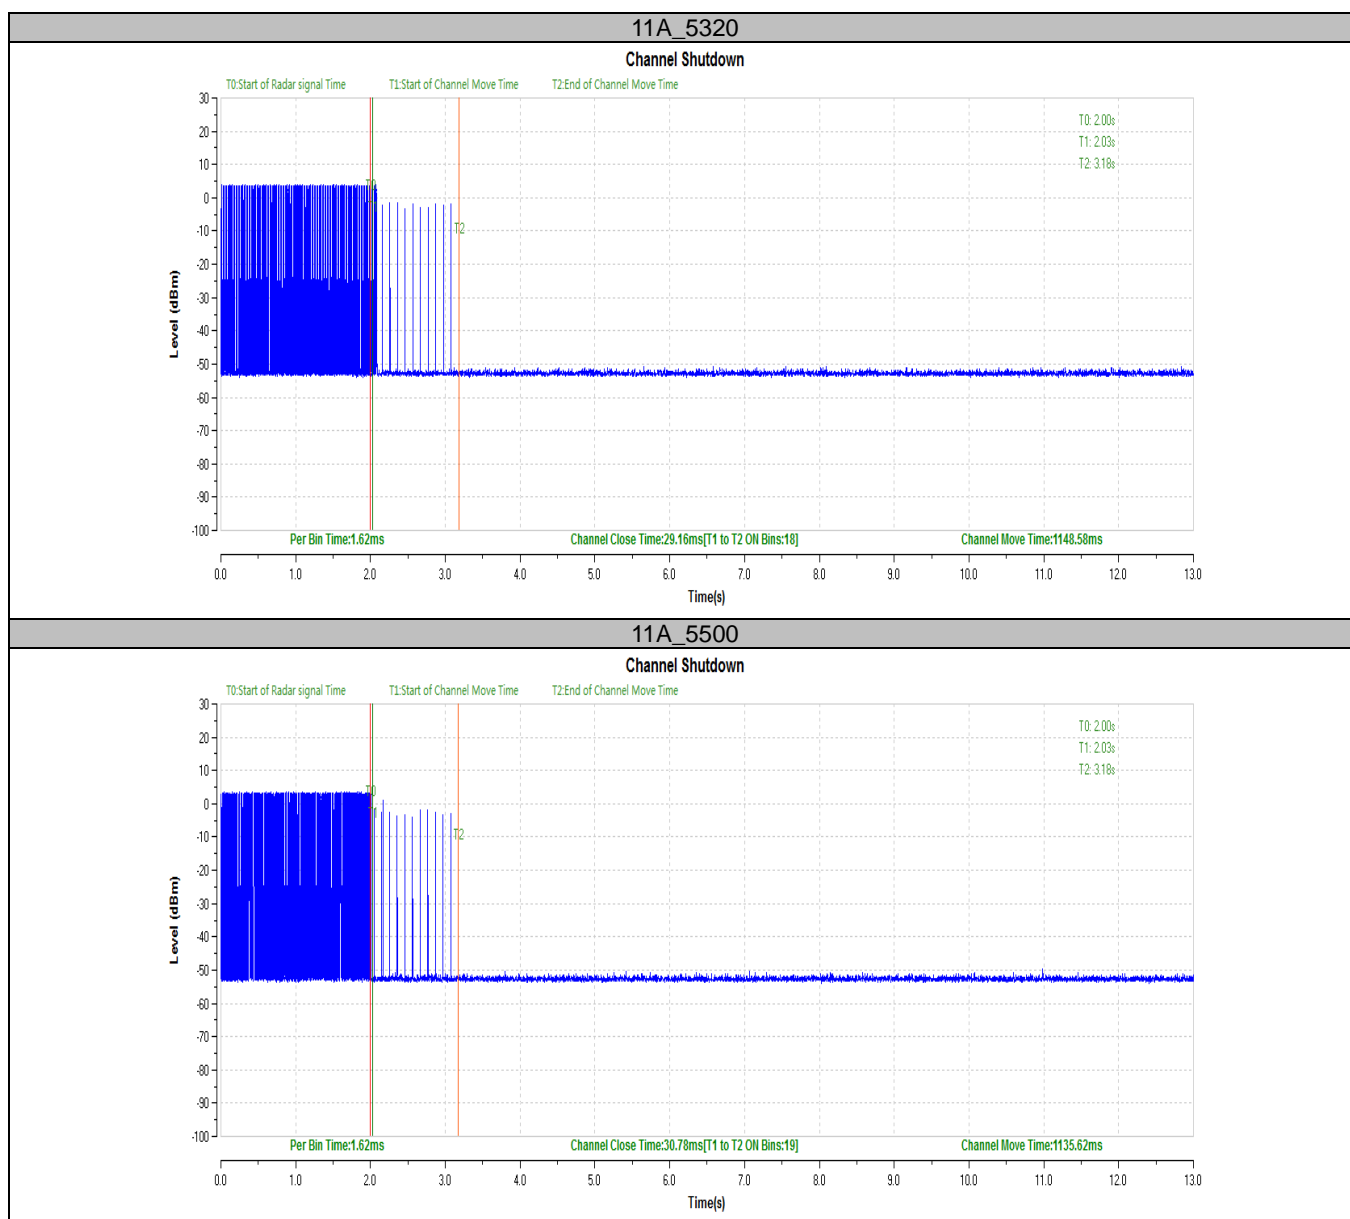 11A_5320
Channel Shutdown
T0:Start of Radar signal Time T1:Start of Channel Move Time T2:End of Channel Move Time
30
20
10
0
-10
-20
-30
-40
-50
-60
-70
-80
-90
-100
Level (dBm)
T0: 2.00s
T1: 2.03s
T2: 3.18s
T2
Per Bin Time:1.62ms Channel Close Time:29.16ms[T1 to T2 ON Bins:18] Channel Move Time:1148.58ms
0.0 1.0 2.0 3.0 4.0 5.0 6.0 7.0 8.0 9.0 10.0 11.0 12.0 13.0
Time(s)
11A_5500
Channel Shutdown
T0:Start of Radar signal Time T1:Start of Channel Move Time T2:End of Channel Move Time
30
20
10
0
-10
-20
-30
-40
-50
-60
-70
-80
-90
-100
Level (dBm)
T0: 2.00s
T1: 2.03s
T2: 3.18s
T2
Per Bin Time:1.62ms Channel Close Time:30.78ms[T1 to T2 ON Bins:19] Channel Move Time:1135.62ms
0.0 1.0 2.0 3.0 4.0 5.0 6.0 7.0 8.0 9.0 10.0 11.0 12.0 13.0
Time(s)